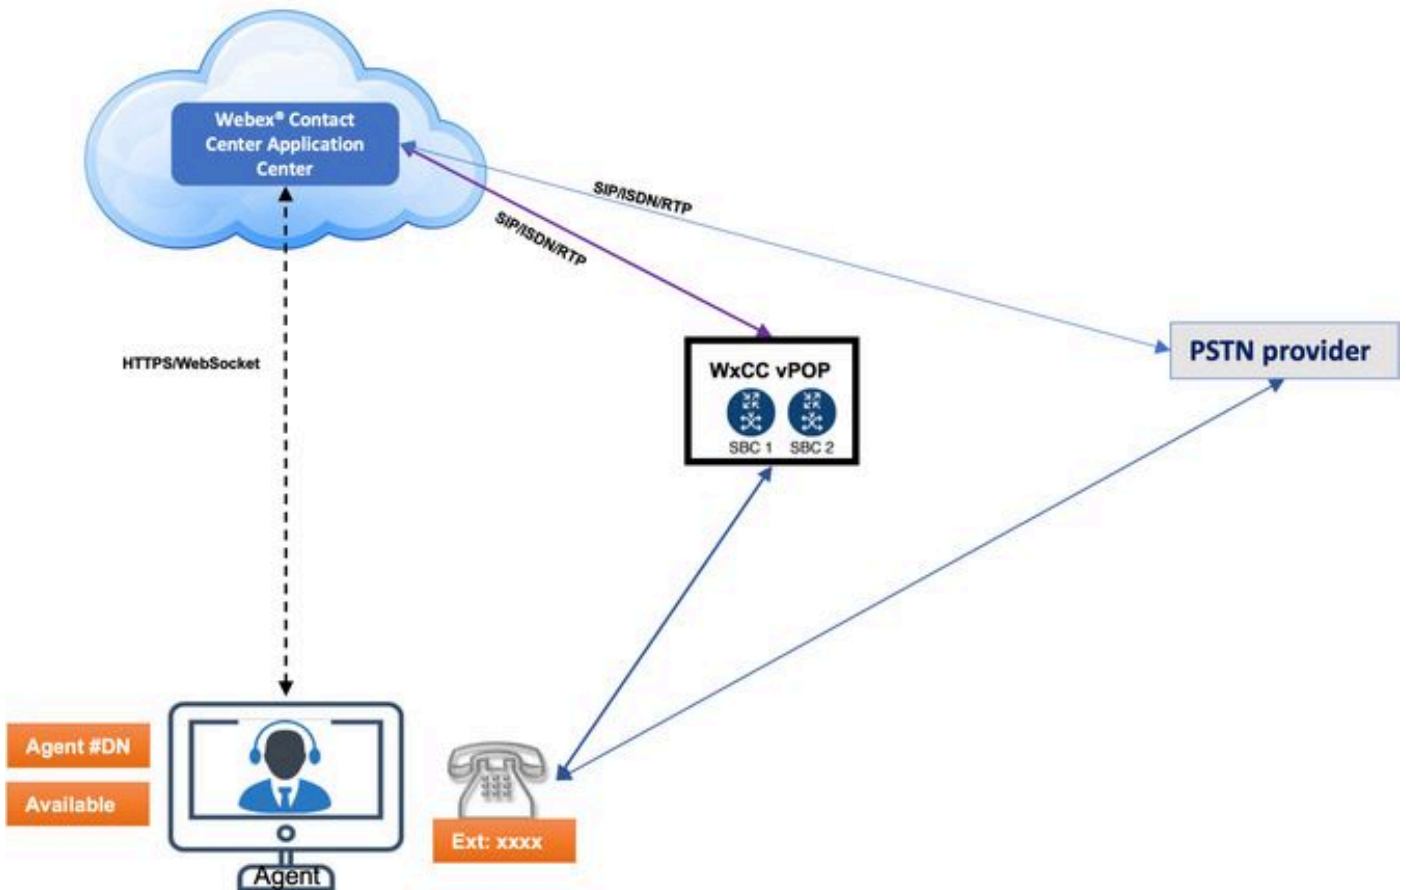 Webex® Contact
Center Application
Center
SIP/ISDN/RTP
SIP/ISDN/RTP
HTTPS/WebSocket
PSTN provider
WxCC vPOP
SBC 1 SBC 2
Agent #DN
Available
Ext: xxxx
Agent